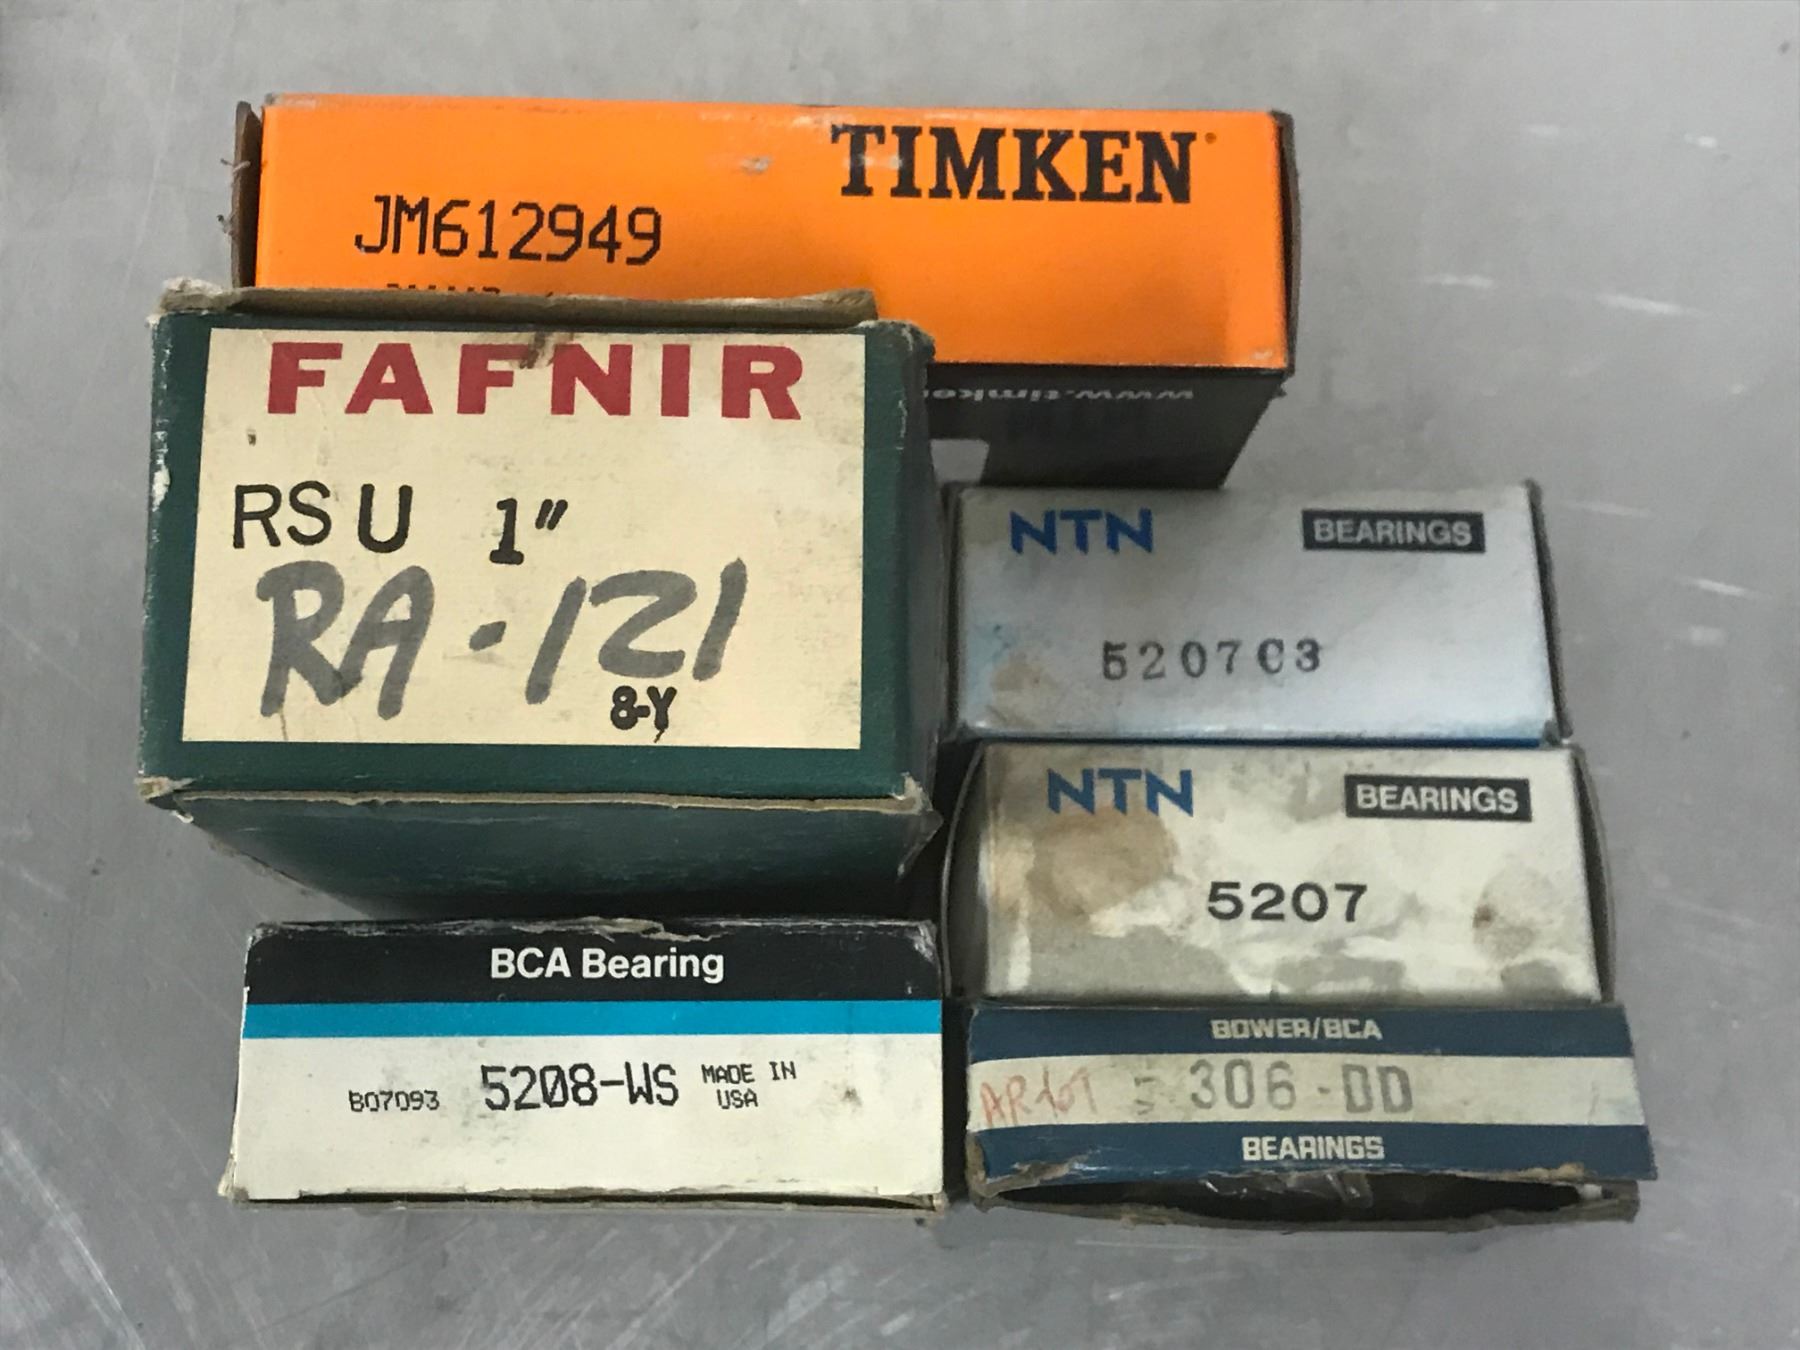 TIMKEN
JM612949
FAFNIR
RSU 1"
RA-121
8-Y
NTN BEARINGS
5207C3
NTN BEARINGS
5207
BCA Bearing
B07093 5208-WS MADE IN
USA
BOWER/BCA
306-DD
BEARINGS